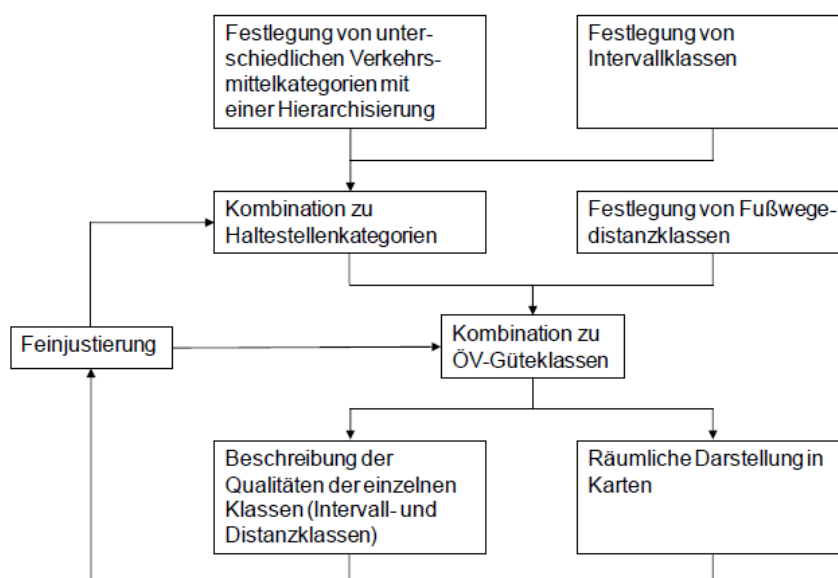 Festlegung von unter-
schiedlichen Verkehrs-
mittelkategorien mit
einer Hierarchisierung
Festlegung von
Intervallklassen
Kombination zu
Haltestellenkategorien
Festlegung von Fußwege-
distanzklassen
Feinjustierung
Kombination zu
ÖV-Güteklassen
Beschreibung der
Qualitäten der einzelnen
Klassen (Intervall- und
Distanzklassen)
Räumliche Darstellung in
Karten